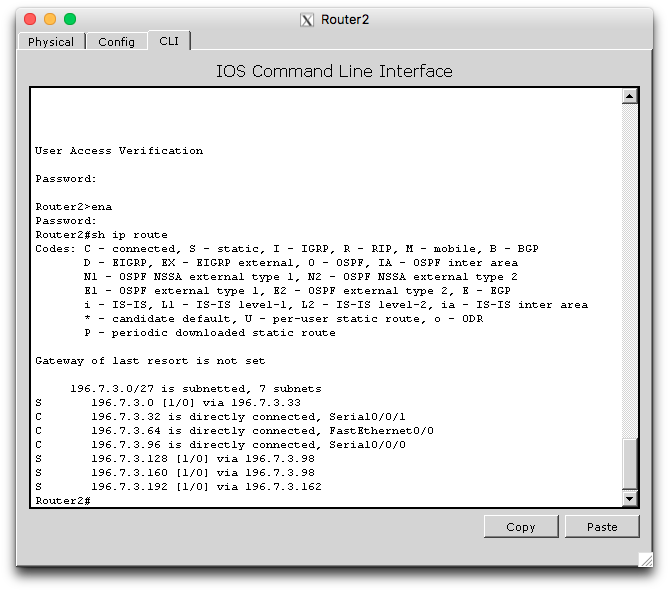 Router2
Physical Config CLI
IOS Command Line Interface
User Access Verification
Password:
Router2>ena
Password:
Router2#sh ip route
Codes: C - connected, S - static, I - IGRP, R - RIP, M - mobile, B - BGP
D - EIGRP, EX - EIGRP external, O - OSPF, IA - OSPF inter area
N1 - OSPF NSSA external type 1, N2 - OSPF NSSA external type 2
E1 - OSPF external type 1, E2 - OSPF external type 2, E - EGP
i - IS-IS, L1 - IS-IS level-1, L2 - IS-IS level-2, ia - IS-IS inter area
* - candidate default, U - per-user static route, o - ODR
P - periodic downloaded static route
Gateway of last resort is not set
196.7.3.0/27 is subnetted, 7 subnets
S 196.7.3.0 [1/0] via 196.7.3.33
C 196.7.3.32 is directly connected, Serial0/0/1
C 196.7.3.64 is directly connected, FastEthernet0/0
C 196.7.3.96 is directly connected, Serial0/0/0
S 196.7.3.128 [1/0] via 196.7.3.98
S 196.7.3.160 [1/0] via 196.7.3.98
S 196.7.3.192 [1/0] via 196.7.3.162
Router2#
Copy Paste